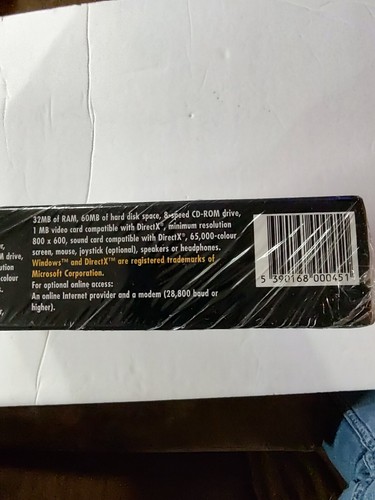 32MB of RAM, 60MB of hard disk space, 8-speed CD-ROM drive,
1 MB video card compatible with DirectX®, minimum resolution
800 x 600, sound card compatible with DirectX®, 65,000-colour
screen, mouse, joystick (optional), speakers or headphones.
Windows™ and DirectX™ are registered trademarks of
Microsoft Corporation.
For optional online access:
An online Internet provider and a modem (28,800 baud or
higher).
5 390168 000451